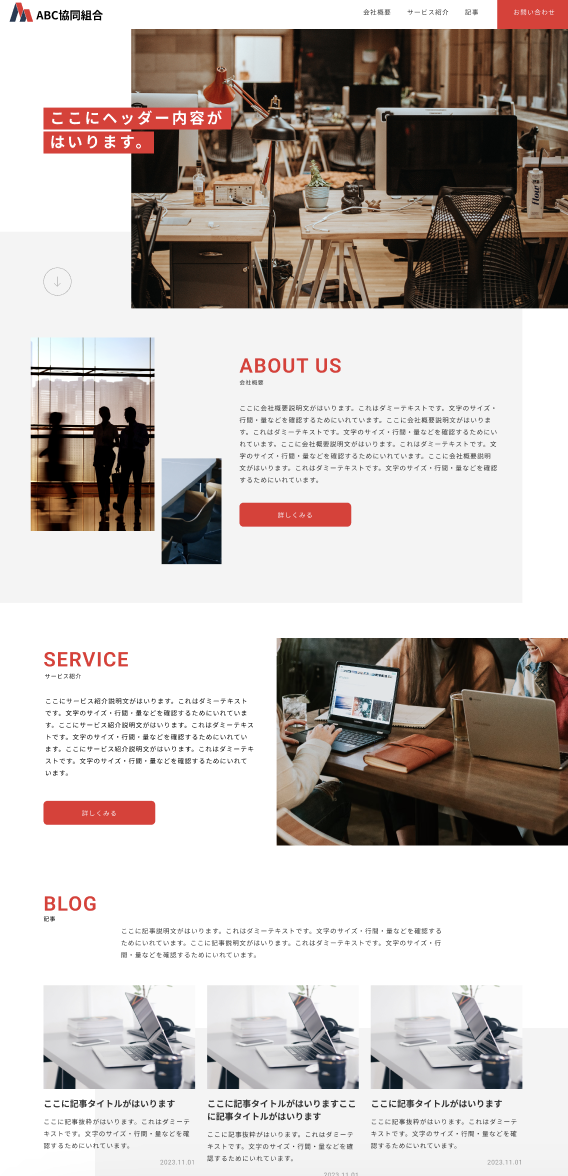 ABC協同組合
会社概要
サービス紹介
記事
お問い合わせ
ここにヘッダー内容が
はいります。
ABOUT US
会社概要
ここに会社概要説明文がはいります。これはダミーテキストです。文字のサイズ・
行間・量などを確認するためにいれています。ここに会社概要説明文がはいりま
す。これはダミーテキストです。文字のサイズ・行間・量などを確認するためにい
れています。ここに会社概要説明文がはいります。これはダミーテキストです。文
字のサイズ・行間・量などを確認するためにいれています。ここに会社概要説明
文がはいります。これはダミーテキストです。文字のサイズ・行間・量などを確認
するためにいれています。
詳しくみる
SERVICE
サービス紹介
ここにサービス紹介説明文がはいります。これはダミーテキスト
です。文字のサイズ・行間・量などを確認するためにいれていま
す。ここにサービス紹介説明文がはいります。これはダミーテキス
トです。文字のサイズ・行間・量などを確認するためにいれてい
ます。ここにサービス紹介説明文がはいります。これはダミーテキ
ストです。文字のサイズ・行間・量などを確認するためにいれて
います。
詳しくみる
BLOG
記事
ここに記事説明文がはいります。これはダミーテキストです。文字のサイズ・行間・量などを確認する
ためにいれています。ここに記事説明文がはいります。これはダミーテキストです。文字のサイズ・行
間・量などを確認するためにいれています。
ここに記事タイトルがはいります
ここに記事抜粋がはいります。これはダミーテ
キストです。文字のサイズ・行間・量などを確
認するためにいれています。
2023.11.01
ここに記事タイトルがはいりますここ
に記事タイトルがはいります
ここに記事抜粋がはいります。これはダミーテ
キストです。文字のサイズ・行間・量などを確
認するためにいれています。
2023.11.01
ここに記事タイトルがはいります
ここに記事抜粋がはいります。これはダミーテ
キストです。文字のサイズ・行間・量などを確
認するためにいれています。
2023.11.01